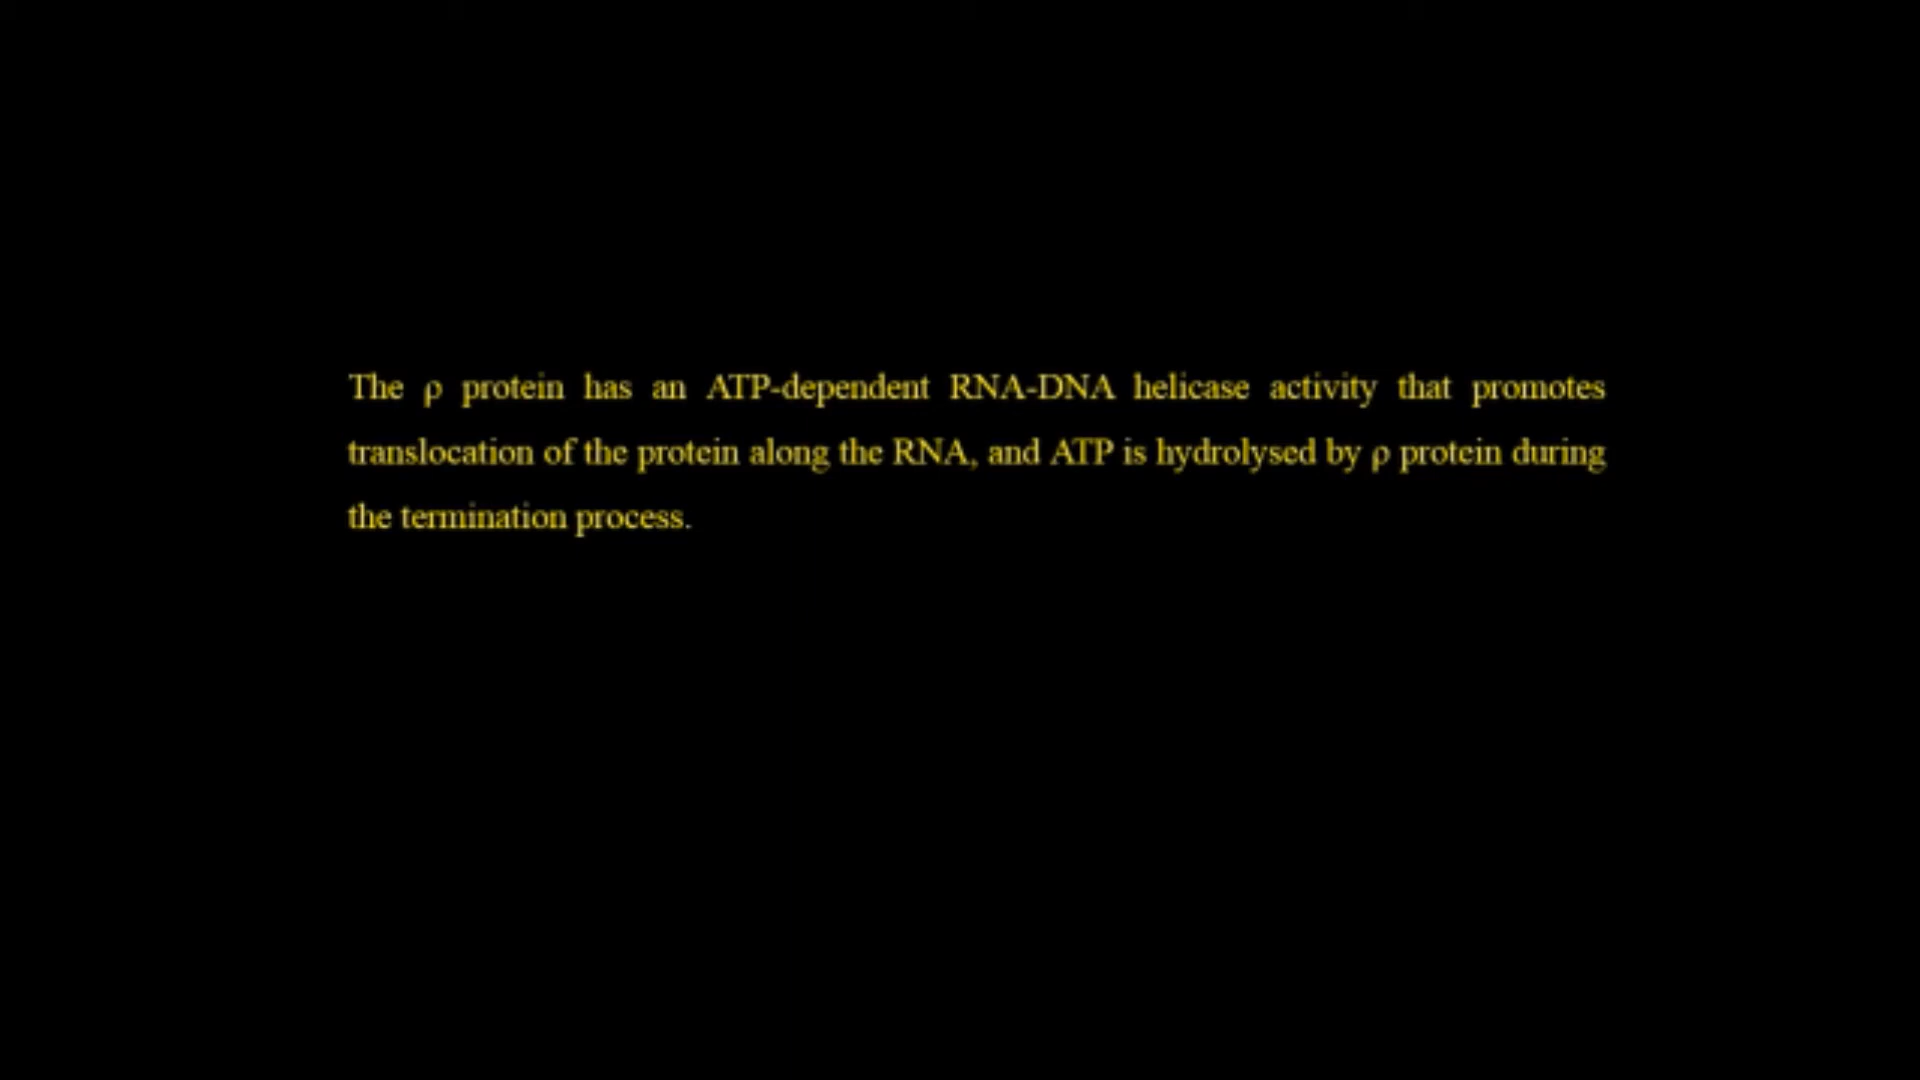 The ρ protein has an ATP-dependent RNA-DNA helicase activity that promotes
translocation of the protein along the RNA, and ATP is hydrolysed by ρ protein during
the termination process.